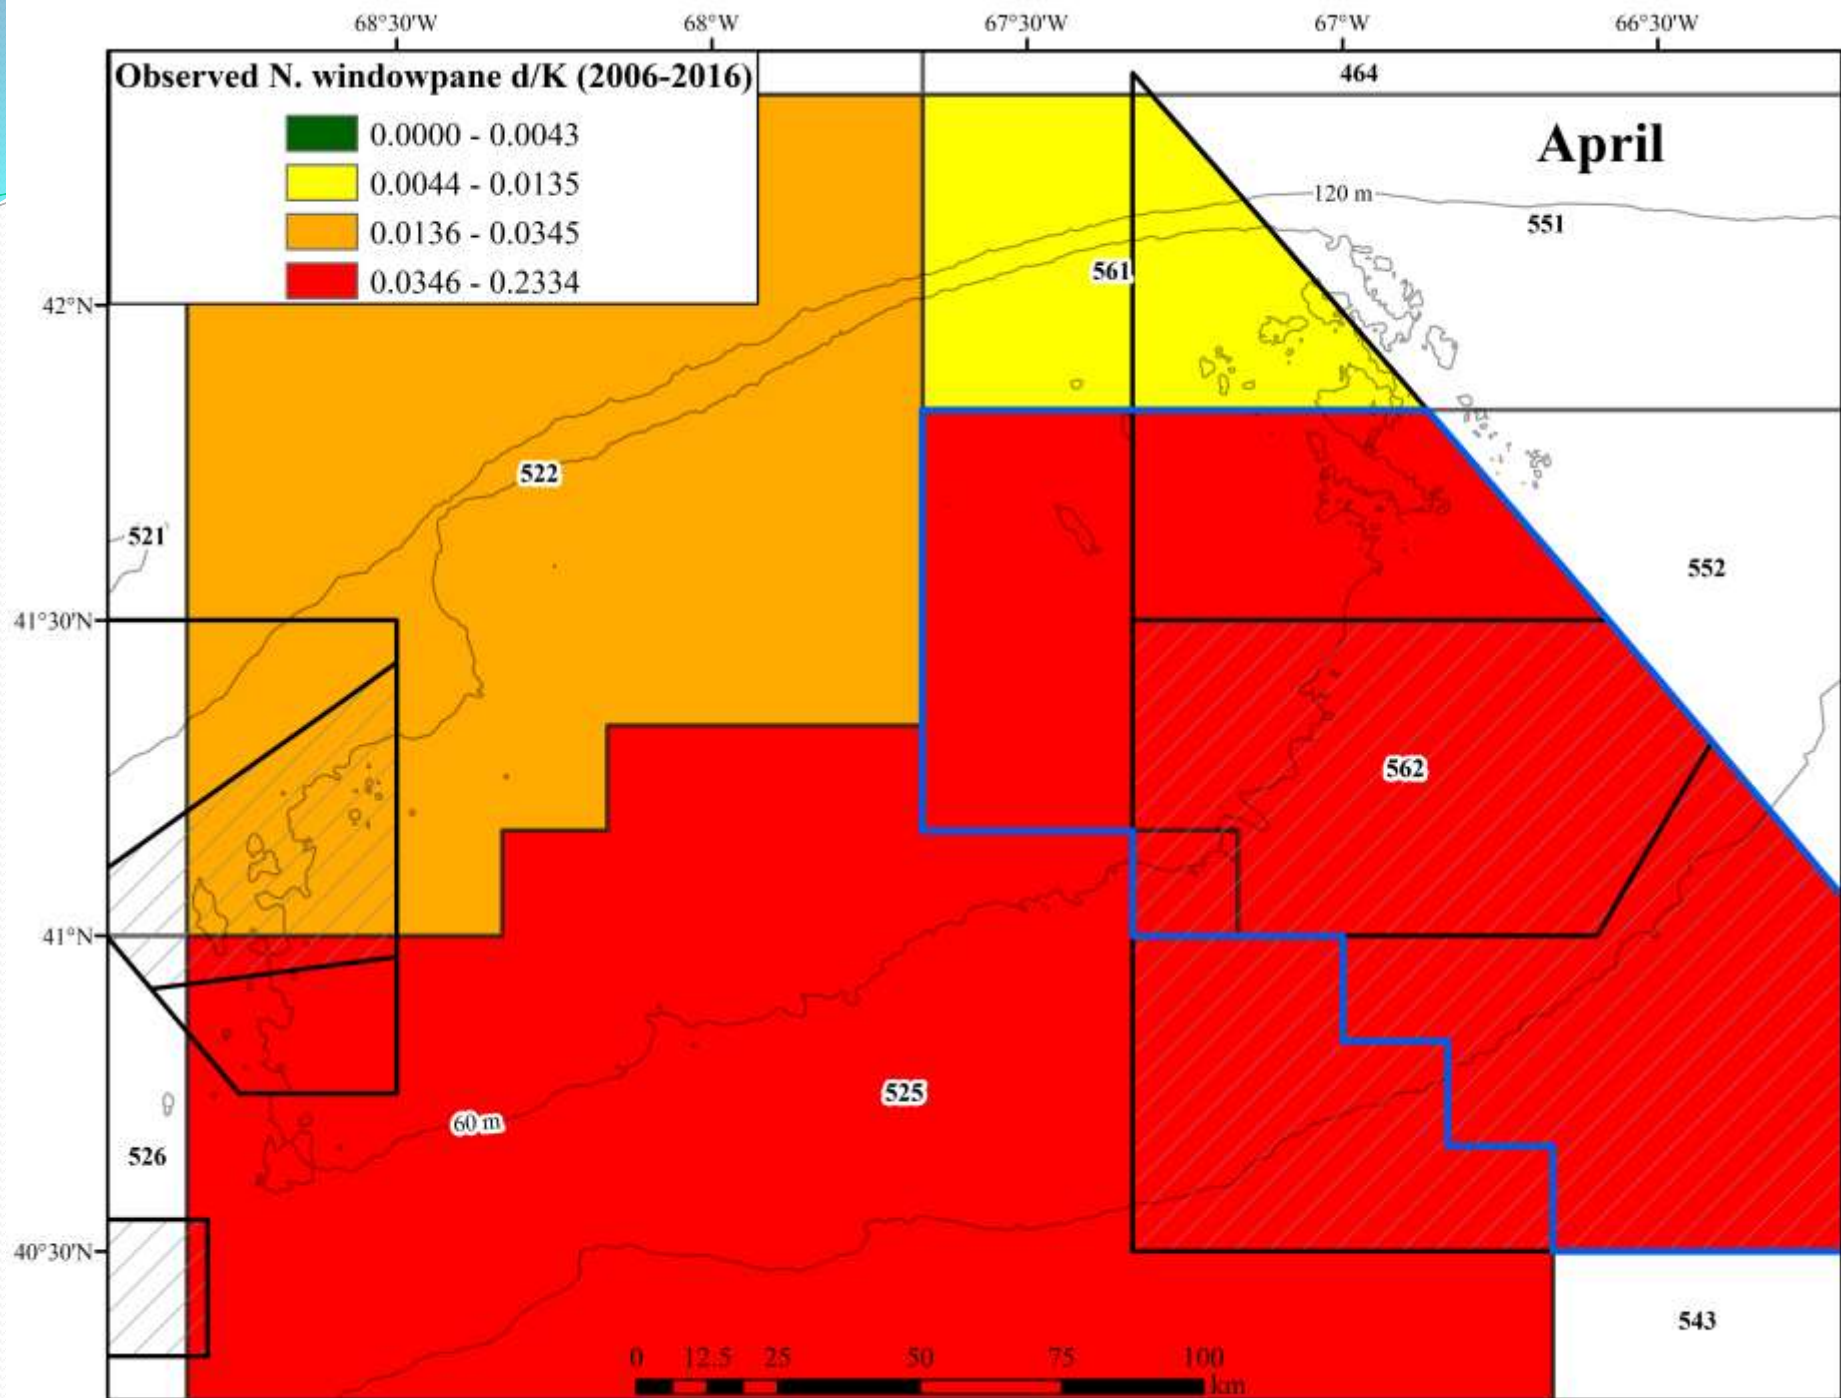 68°30'W 68°W 67°30'W 67°W 66°30'W
Observed N. windowpane d/K (2006-2016)
464
0.0000 - 0.0043
April
0.0044 - 0.0135
120 m
0.0136 - 0.0345
551
561
0.0346 - 0.2334
42°N
522
521
552
41°30'N
562
41°N
525
60 m
526
40°30'N
543
0 12.5 25 50 75 100
km